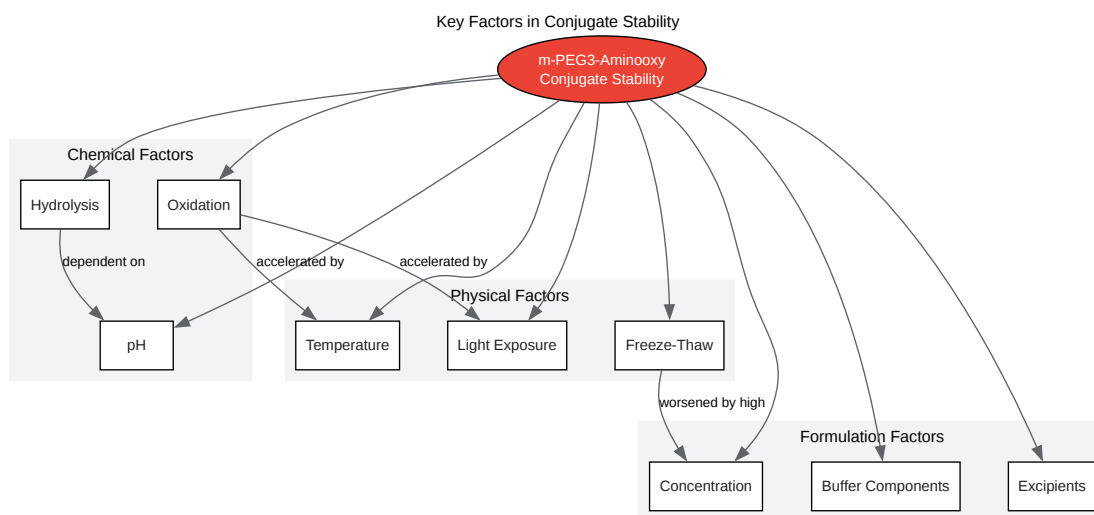 Key Factors in Conjugate Stability
m-PEG3-Aminooxy
Conjugate Stability
Chemical Factors
Hydrolysis
Oxidation
dependent on
accelerated by
accelerated by
Physical Factors
pH
Temperature
Light Exposure
Freeze-Thaw
worsened by high
Formulation Factors
Concentration
Buffer Components
Excipients